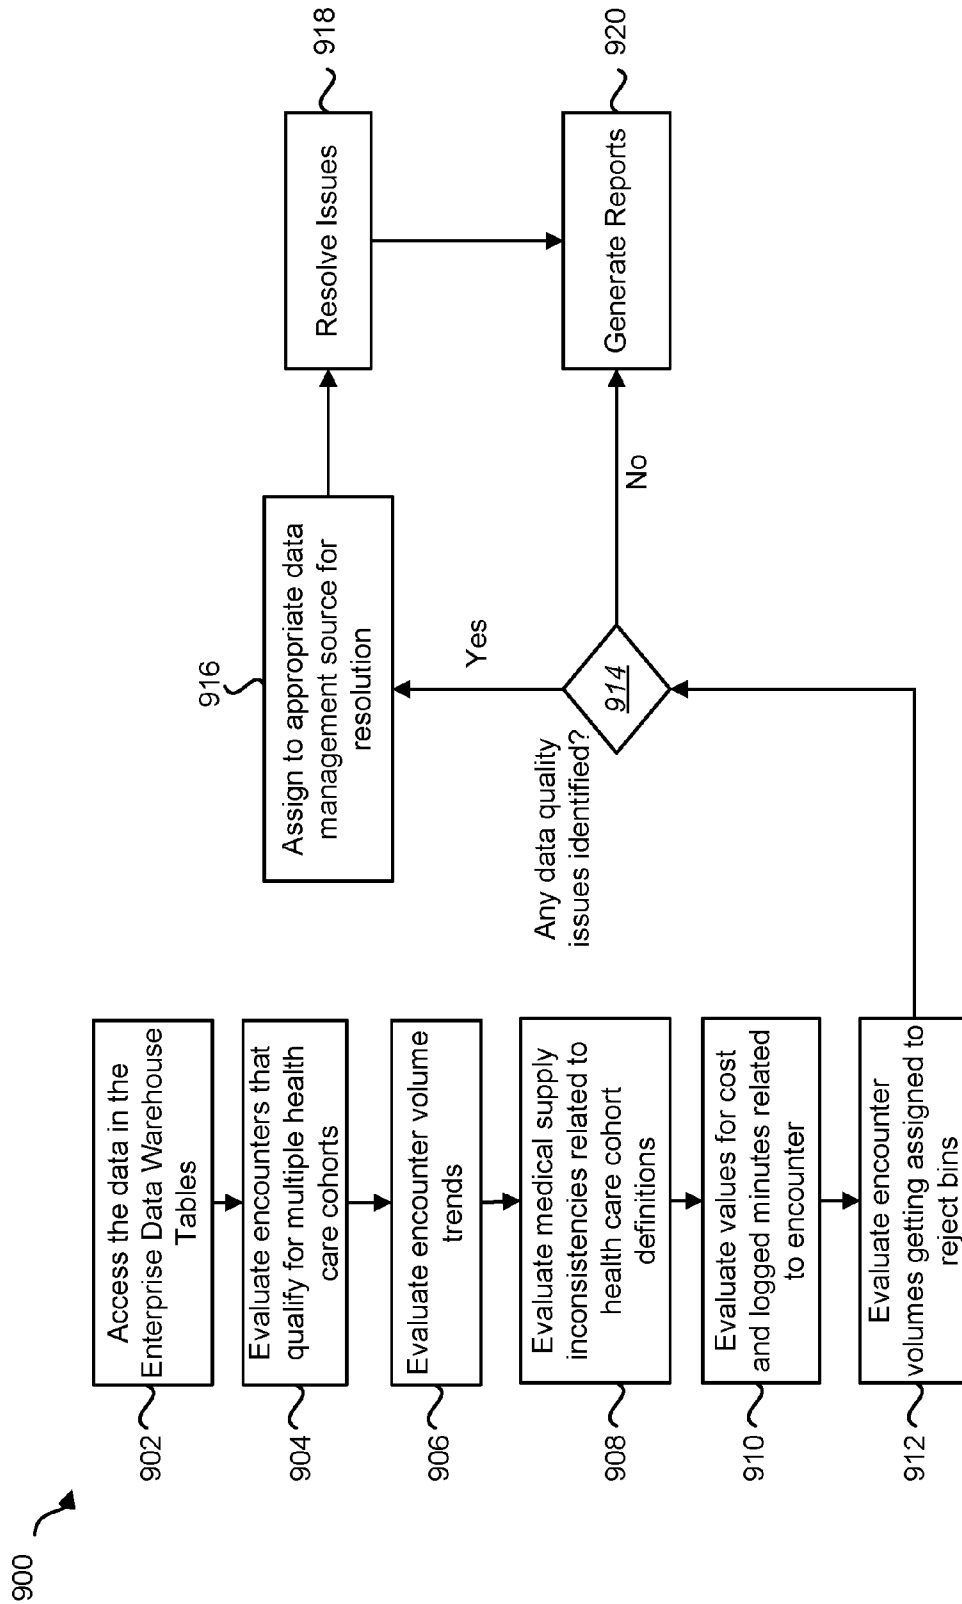 900
902
Access the data in the
Enterprise Data Warehouse
Tables
904
Evaluate encounters that
qualify for multiple health
care cohorts
906
Evaluate encounter volume
trends
908
Evaluate medical supply
inconsistencies related to
health care cohort
definitions
910
Evaluate values for cost
and logged minutes related
to encounter
912
Evaluate encounter
volumes getting assigned to
reject bins
Any data quality
issues identified?
914
Yes
No
916
Assign to appropriate data
management source for
resolution
918
Resolve Issues
920
Generate Reports